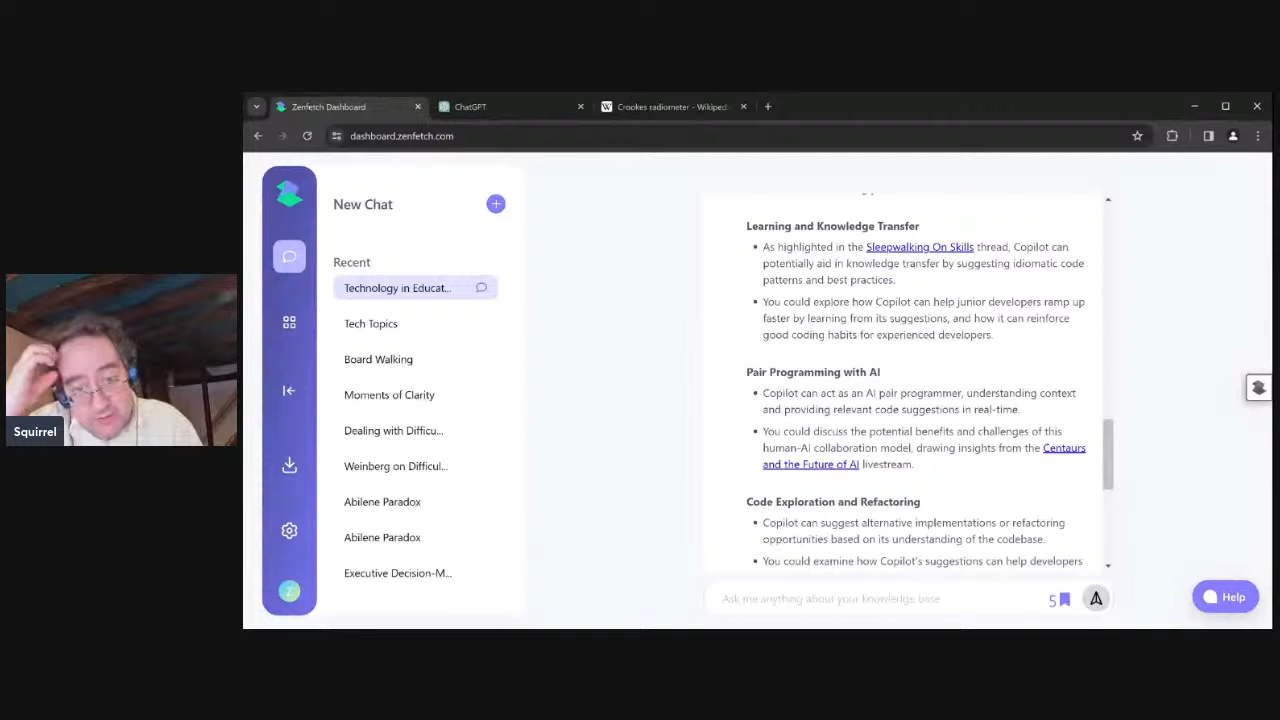 Zenfetch Dashboard
ChatGPT
Crookes radiometer - Wikiped
dashboard.zenfetch.com
New Chat
Recent
Technology in Educat...
Tech Topics
Board Walking
Moments of Clarity
Dealing with Difficu...
Weinberg on Difficul...
Abilene Paradox
Abilene Paradox
Executive Decision-M...
Z
Learning and Knowledge Transfer
As highlighted in the Sleepwalking On Skills thread, Copilot can
potentially aid in knowledge transfer by suggesting idiomatic code
patterns and best practices.
You could explore how Copilot can help junior developers ramp up
faster by learning from its suggestions, and how it can reinforce
good coding habits for experienced developers.
Pair Programming with AI
Copilot can act as an AI pair programmer, understanding context
and providing relevant code suggestions in real-time.
You could discuss the potential benefits and challenges of this
human-AI collaboration model, drawing insights from the Centaurs
and the Future of AI livestream.
Code Exploration and Refactoring
Copilot can suggest alternative implementations or refactoring
opportunities based on its understanding of the codebase.
You could examine how Copilot's suggestions can help developers
Ask me anything about your knowledge base
5
Help
Squirrel